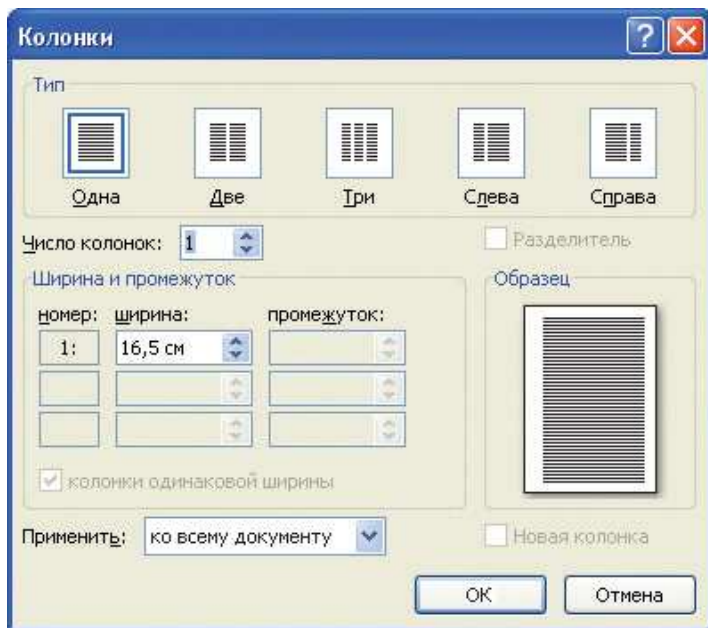 Колонки
Тип
Одна Две Три Слева Справа
Число колонок: 1 Разделитель
Ширина и промежуток Образец
номер: ширина: промежуток:
1: 16,5 см
колонки одинаковой ширины
Применить: ко всему документу Новая колонка
ОК Отмена